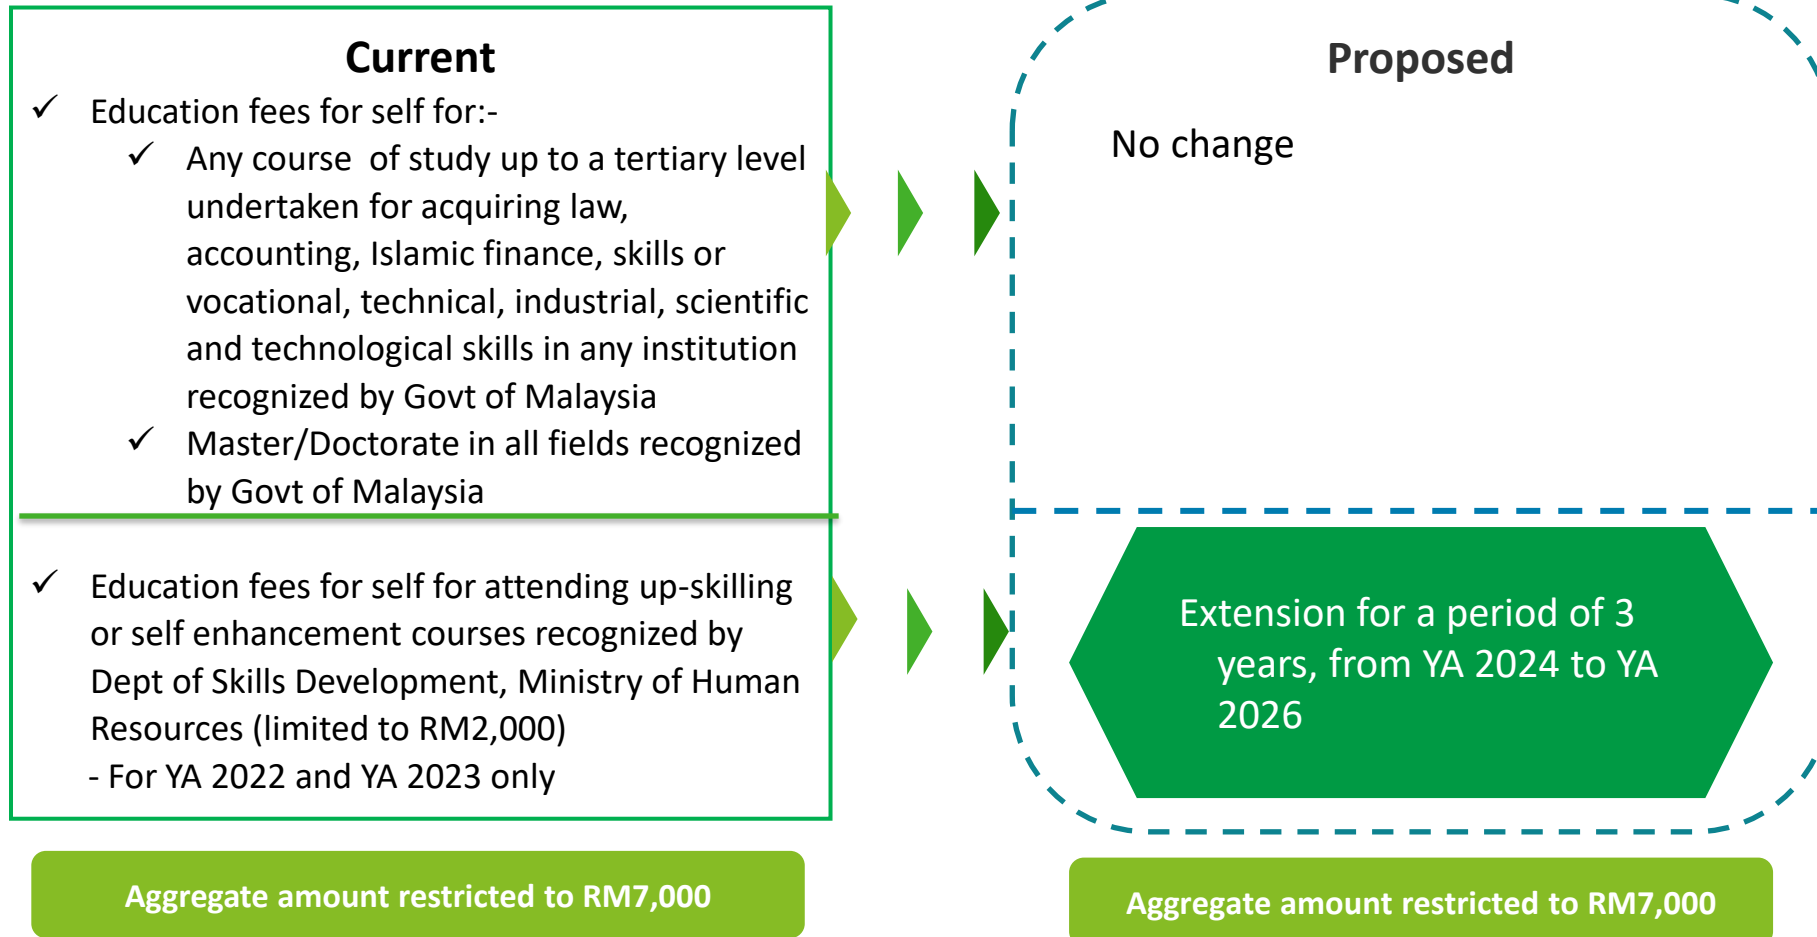 Current
✓ Education fees for self for:-
✓ Any course of study up to a tertiary level
undertaken for acquiring law,
accounting, Islamic finance, skills or
vocational, technical, industrial, scientific
and technological skills in any institution
recognized by Govt of Malaysia
✓ Master/Doctorate in all fields recognized
by Govt of Malaysia
✓ Education fees for self for attending up-skilling
or self enhancement courses recognized by
Dept of Skills Development, Ministry of Human
Resources (limited to RM2,000)
- For YA 2022 and YA 2023 only
Aggregate amount restricted to RM7,000
Proposed
No change
Extension for a period of 3
years, from YA 2024 to YA
2026
Aggregate amount restricted to RM7,000